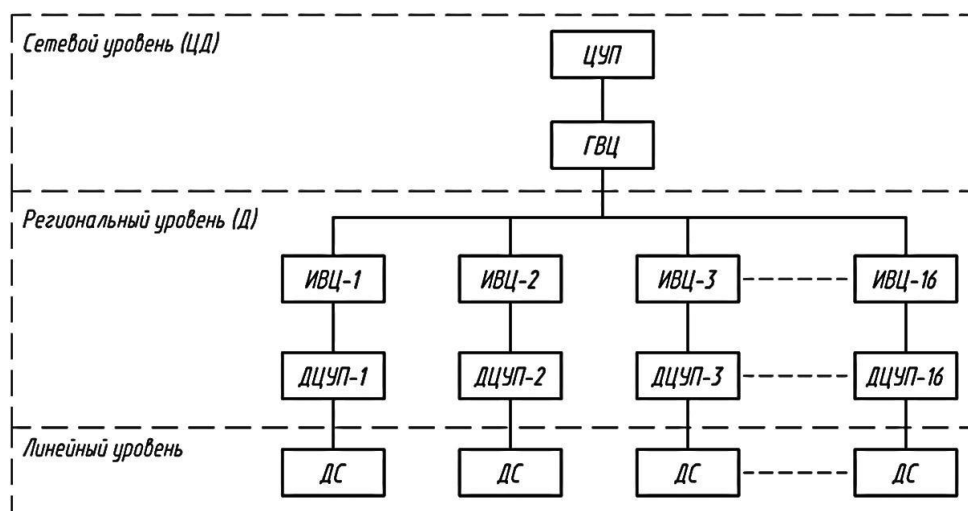 Сетевой уровень (ЦД)
ЦУП
ГВЦ
Региональный уровень (Д)
ИВЦ-1
ИВЦ-2
ИВЦ-3
ИВЦ-16
ДЦУП-1
ДЦУП-2
ДЦУП-3
ДЦУП-16
Линейный уровень
ДС
ДС
ДС
ДС